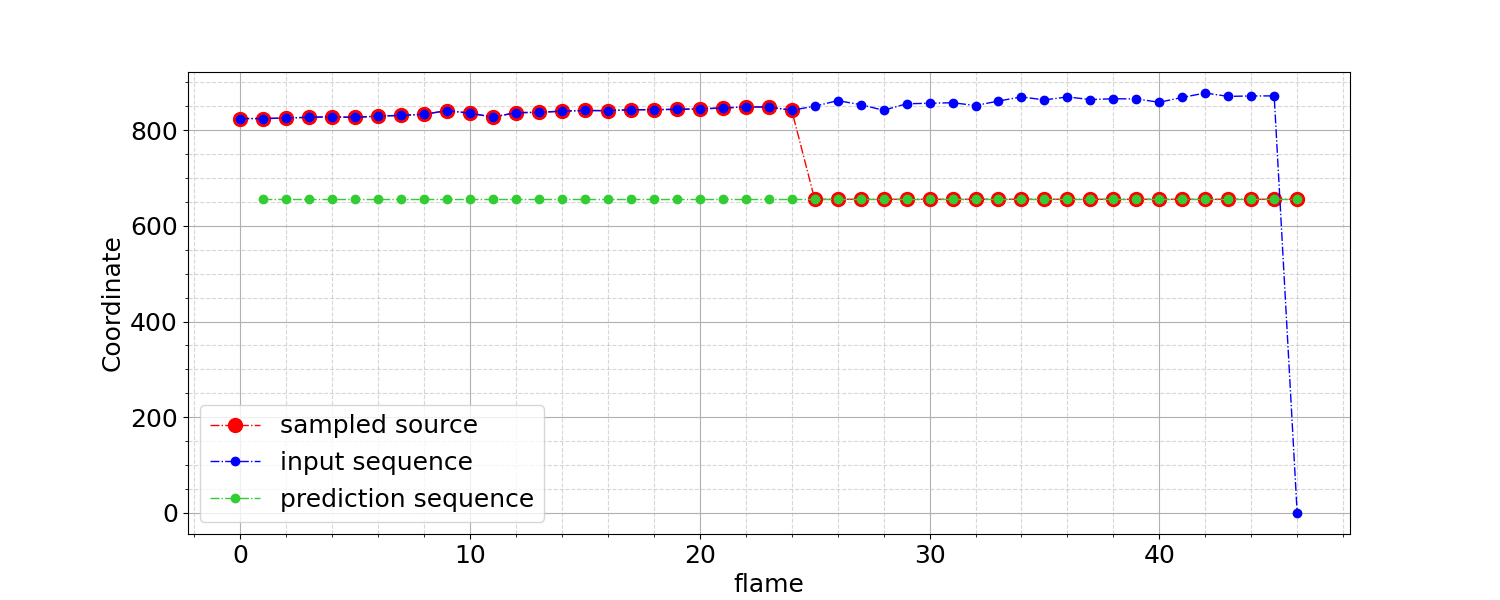 800
600
400
200
0
Coordinate
sampled source
input sequence
prediction sequence
0 10 20 30 40
flame